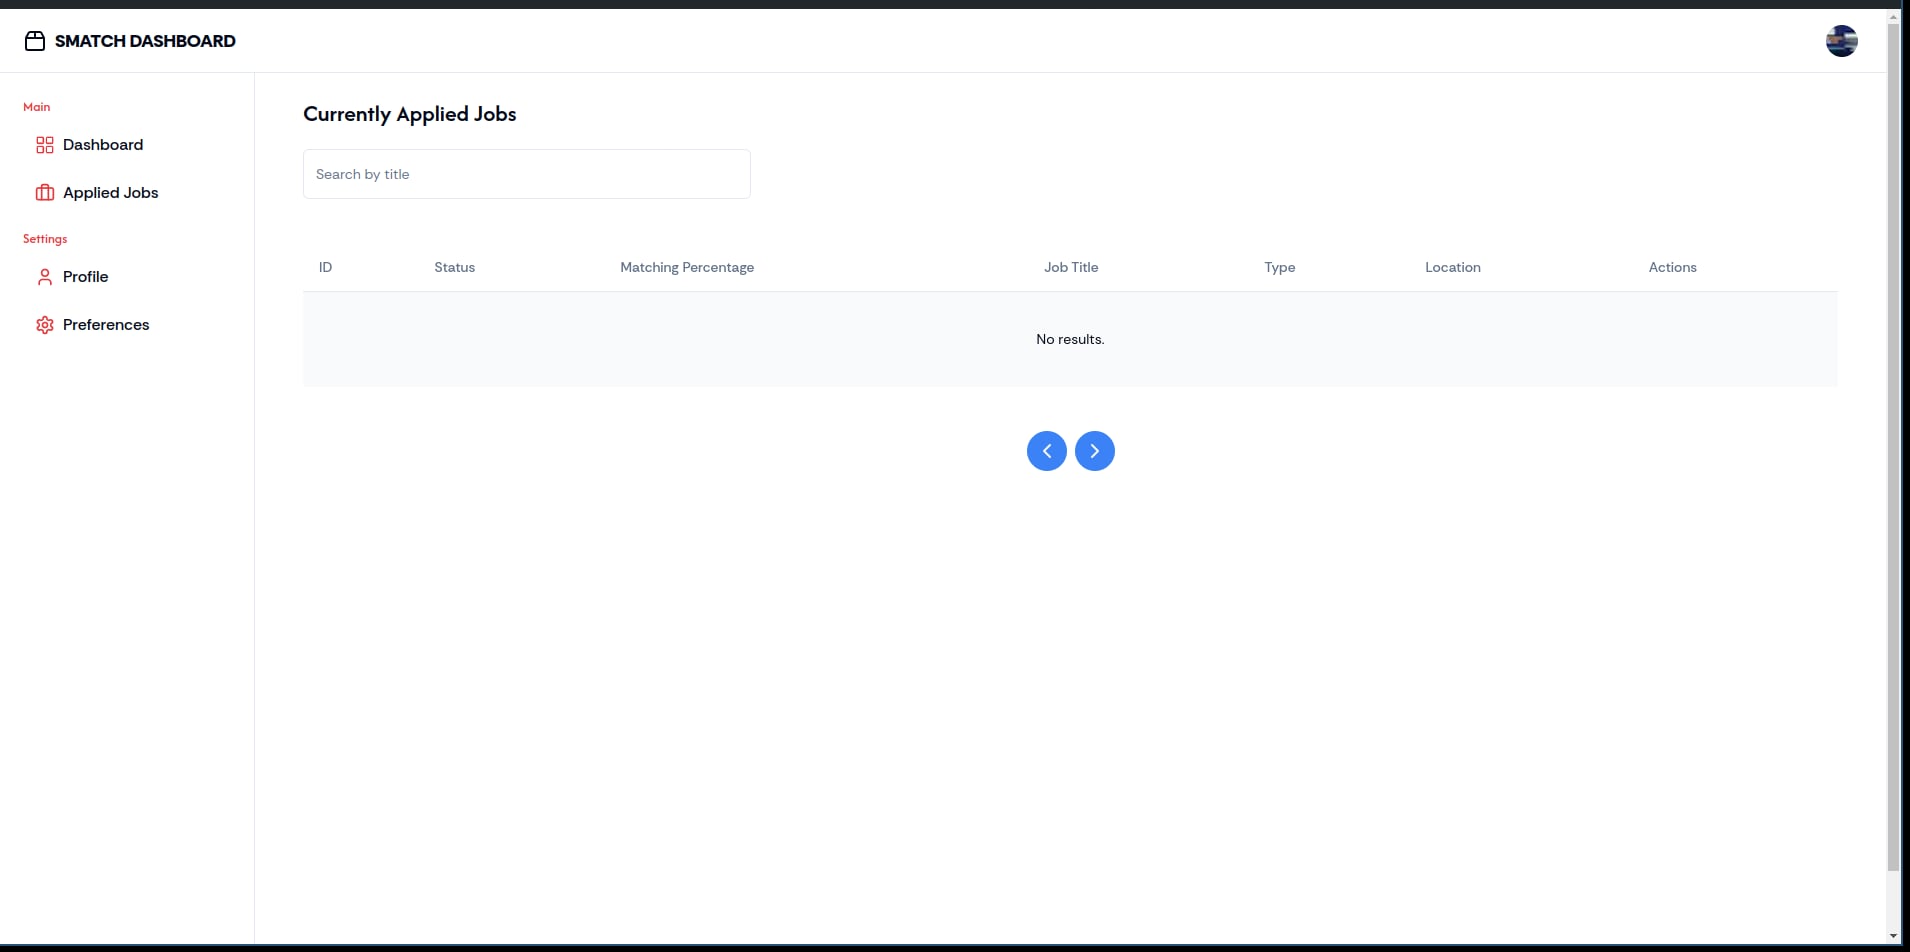 SMATCH DASHBOARD
Main
Dashboard
Applied Jobs
Settings
Profile
Preferences
Currently Applied Jobs
Search by title
ID Status Matching Percentage Job Title Type Location Actions
No results.